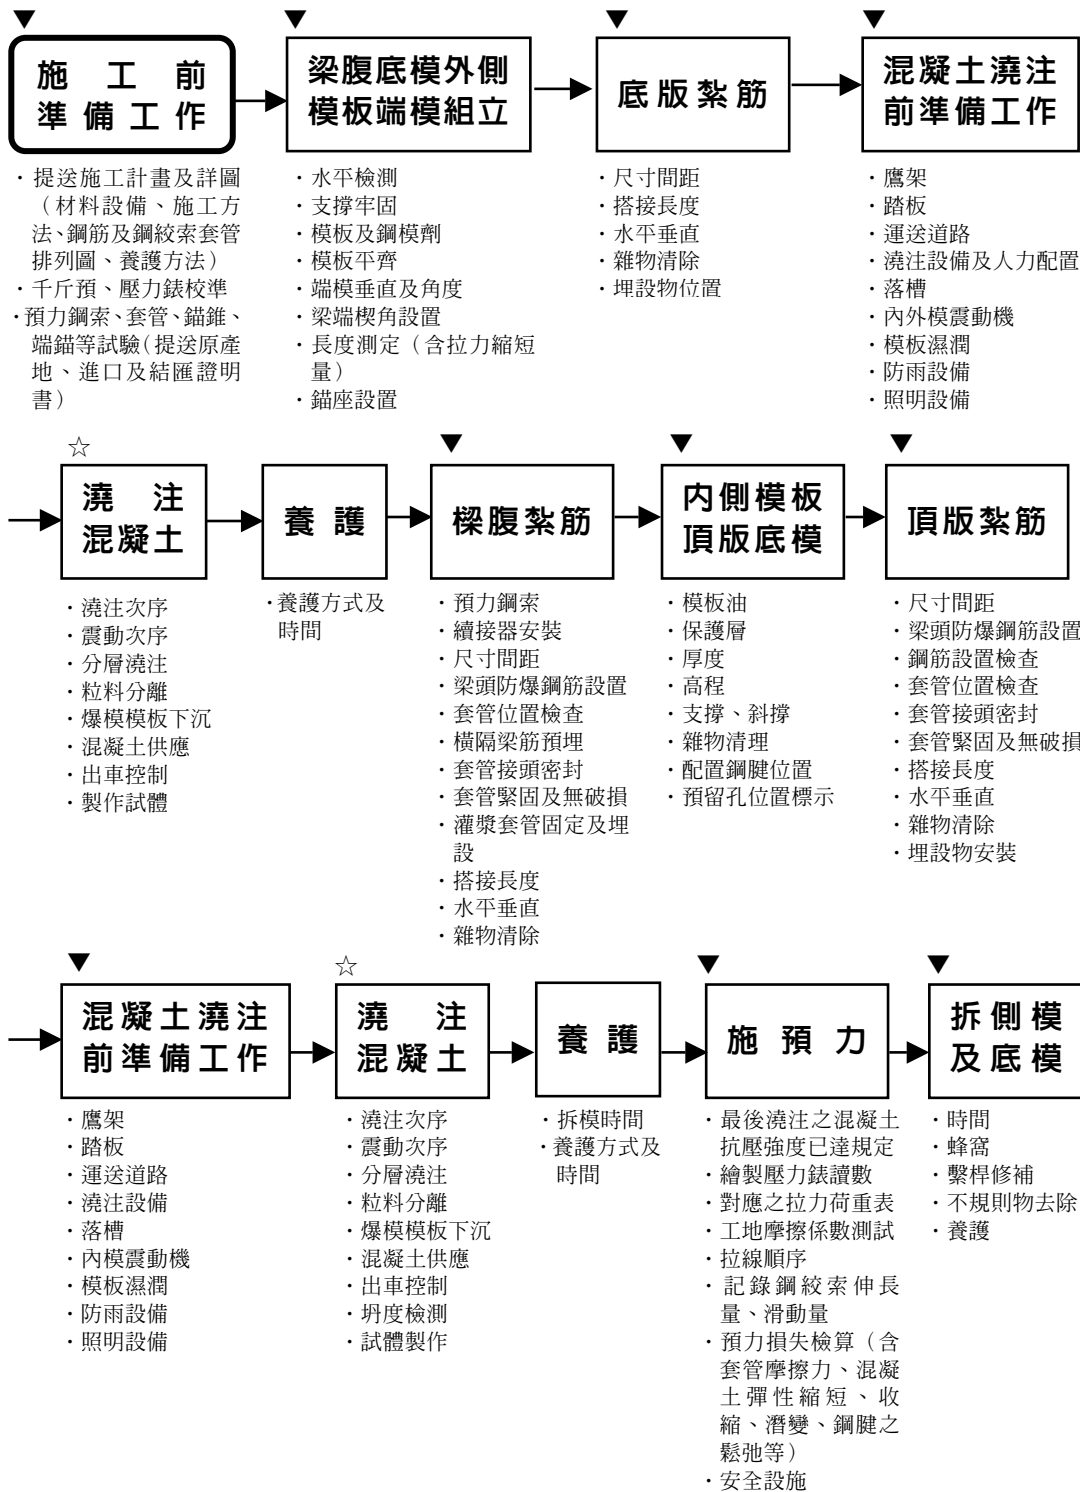 ▼
施工前
準備工作
・提送施工計畫及詳圖
（材料設備、施工方
法、鋼筋及鋼絞索套管
排列圖、養護方法）
・千斤預、壓力錶校準
・預力鋼索、套管、錨錐、
端錨等試驗（提送原產
地、進口及結匯證明
書）
▼
梁腹底模外側
模板端模組立
・水平檢測
・支撐牢固
・模板及鋼模劑
・模板平齊
・端模垂直及角度
・梁端楔角設置
・長度測定（含拉力縮短
量）
・錨座設置
▼
底版紮筋
・尺寸間距
・搭接長度
・水平垂直
・雜物清除
・埋設物位置
▼
混凝土澆注
前準備工作
・鷹架
・踏板
・運送道路
・澆注設備及人力配置
・落槽
・內外模震動機
・模板濕潤
・防雨設備
・照明設備
☆
澆注
混凝土
・澆注次序
・震動次序
・分層澆注
・粒料分離
・爆模模板下沉
・混凝土供應
・出車控制
・製作試體
養護
・養護方式及
時間
▼
樑腹紮筋
・預力鋼索
・續接器安裝
・尺寸間距
・梁頭防爆鋼筋設置
・套管位置檢查
・橫隔梁筋預埋
・套管接頭密封
・套管緊固及無破損
・灌漿套管固定及埋
設
・搭接長度
・水平垂直
・雜物清除
▼
內側模板
頂版底模
・模板油
・保護層
・厚度
・高程
・支撐、斜撐
・雜物清理
・配置鋼腱位置
・預留孔位置標示
▼
頂版紮筋
・尺寸間距
・梁頭防爆鋼筋設置
・鋼筋設置檢查
・套管位置檢查
・套管接頭密封
・套管緊固及無破損
・搭接長度
・水平垂直
・雜物清除
・埋設物安裝
▼
混凝土澆注
前準備工作
・鷹架
・踏板
・運送道路
・澆注設備
・落槽
・內模震動機
・模板濕潤
・防雨設備
・照明設備
☆
澆注
混凝土
・澆注次序
・震動次序
・分層澆注
・粒料分離
・爆模模板下沉
・混凝土供應
・出車控制
・坍度檢測
・試體製作
養護
・拆模時間
・養護方式及
時間
▼
施預力
・最後澆注之混凝土
抗壓強度已達規定
・繪製壓力錶讀數
・對應之拉力荷重表
・工地摩擦係數測試
・拉線順序
・記錄鋼絞索伸長
量、滑動量
・預力損失檢算（含
套管摩擦力、混凝
土彈性縮短、收
縮、潛變、鋼腱之
鬆弛等）
・安全設施
▼
拆側模
及底模
・時間
・蜂窩
・繫桿修補
・不規則物去除
・養護